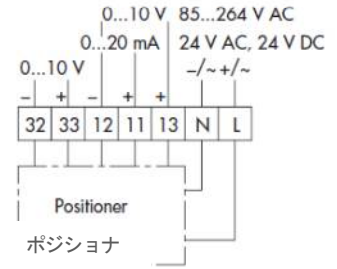 0...10 V 85...264 V AC
0...20 mA 24 V AC, 24 V DC
0...10 V –/~ +/~
– + – + +
32 33 12 11 13 N L
Positioner
ポジショナ